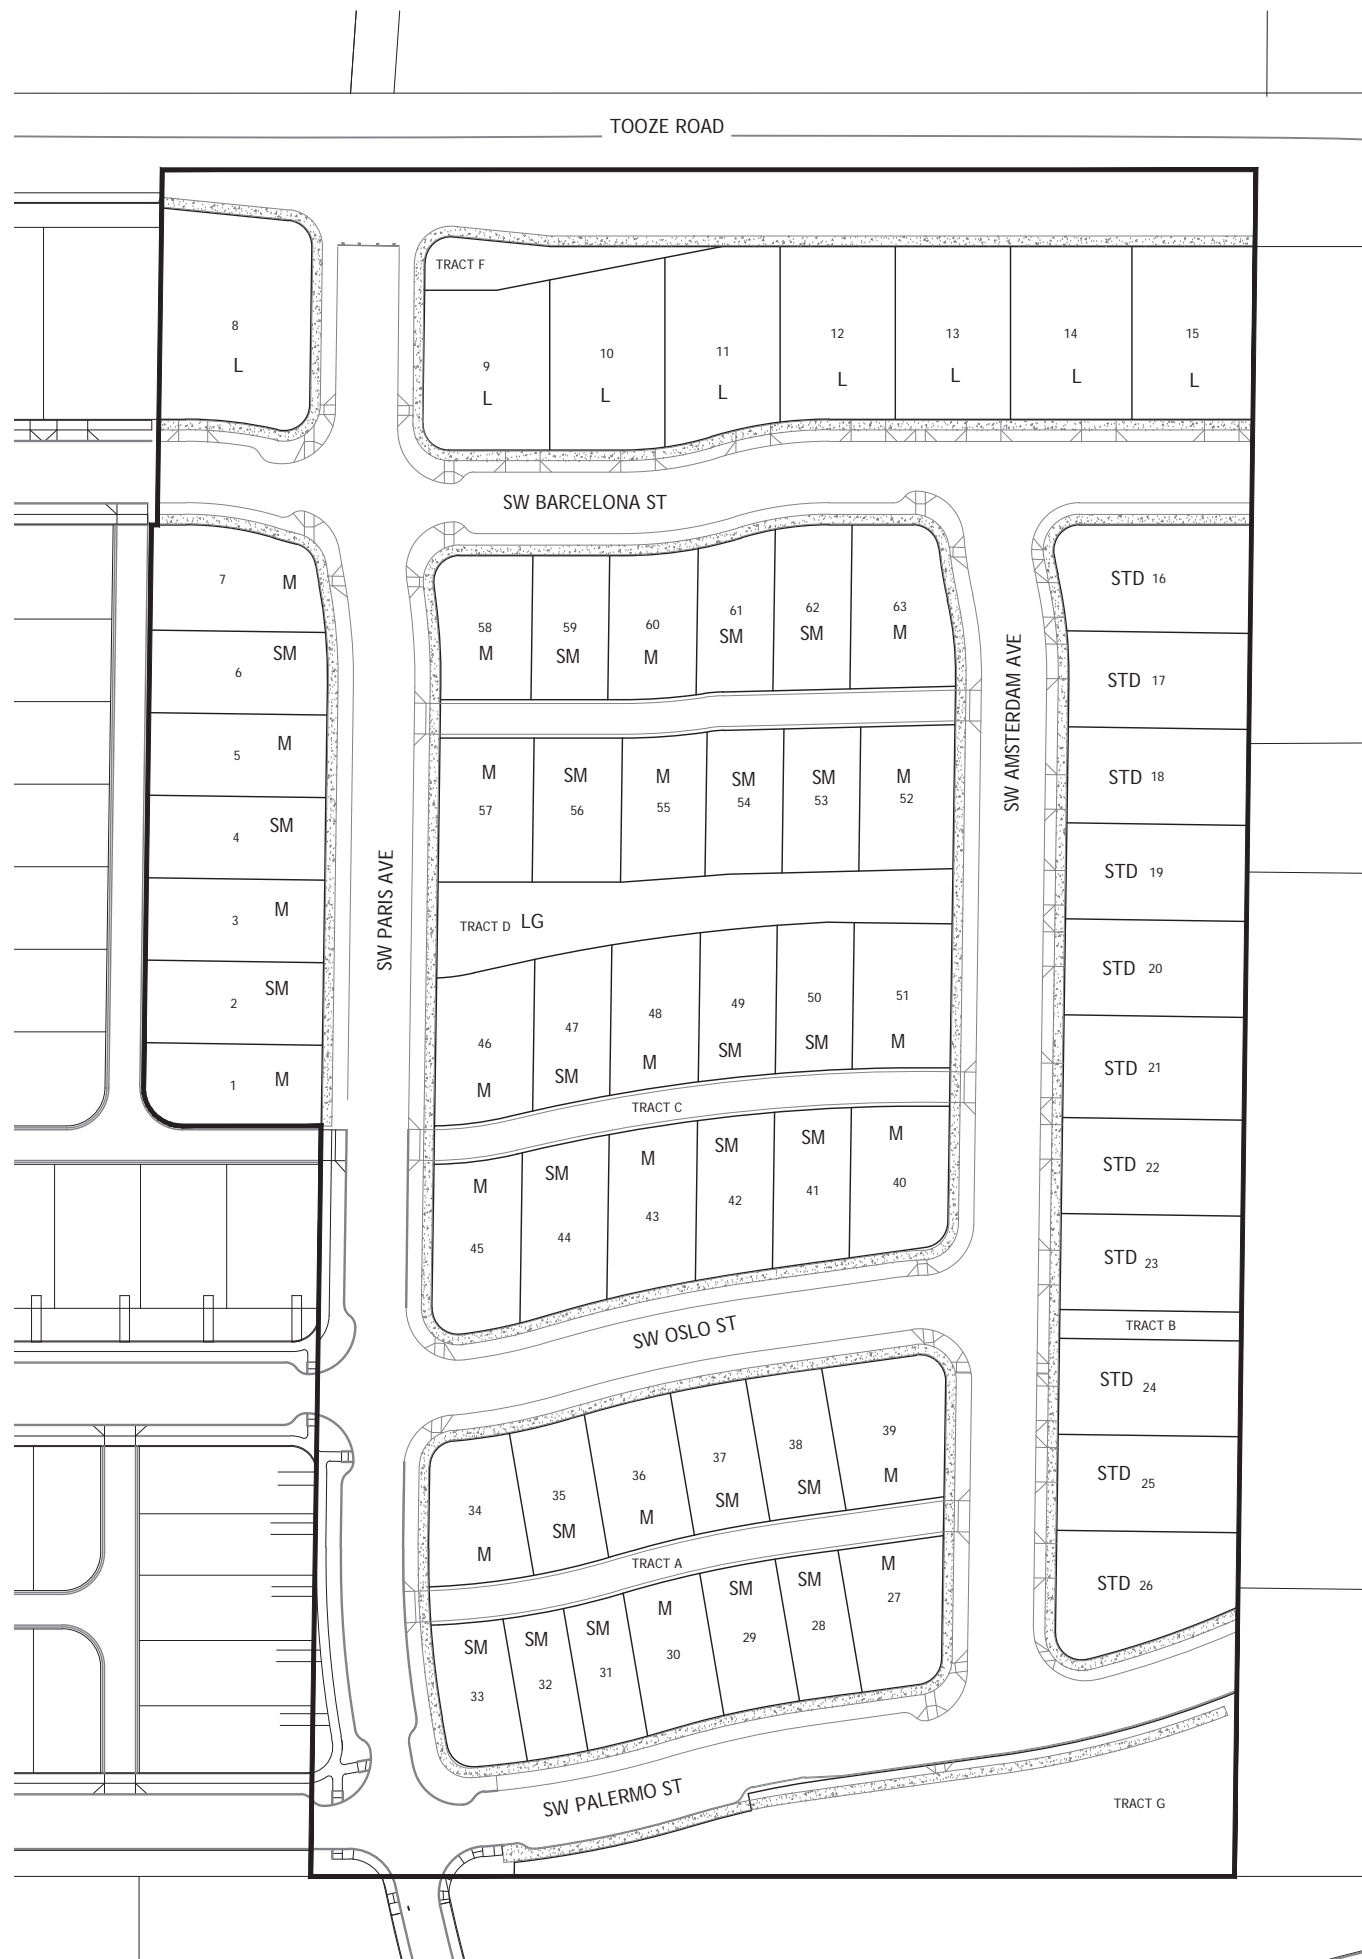 TOOZE ROAD
TRACT F
8
L
9
L
10
L
11
L
12
L
13
L
14
L
15
L
SW BARCELONA ST
7 M
SM
6
M
5
SM
4
M
3
SM
2
M
1
SW PARIS AVE
58
M
59
SM
60
M
61
SM
62
SM
63
M
M
57
SM
56
M
55
SM
54
SM
53
M
52
TRACT D LG
46
M
47
SM
48
M
49
SM
50
SM
51
M
TRACT C
M
45
SM
44
M
43
SM
42
SM
41
M
40
SW AMSTERDAM AVE
STD 16
STD 17
STD 18
STD 19
STD 20
STD 21
STD 22
STD 23
TRACT B
STD 24
STD 25
STD 26
SW OSLO ST
34
M
35
SM
36
M
37
SM
38
SM
39
M
TRACT A
SM
33
SM
32
SM
31
M
30
SM
29
SM
28
M
27
SW PALERMO ST
TRACT G